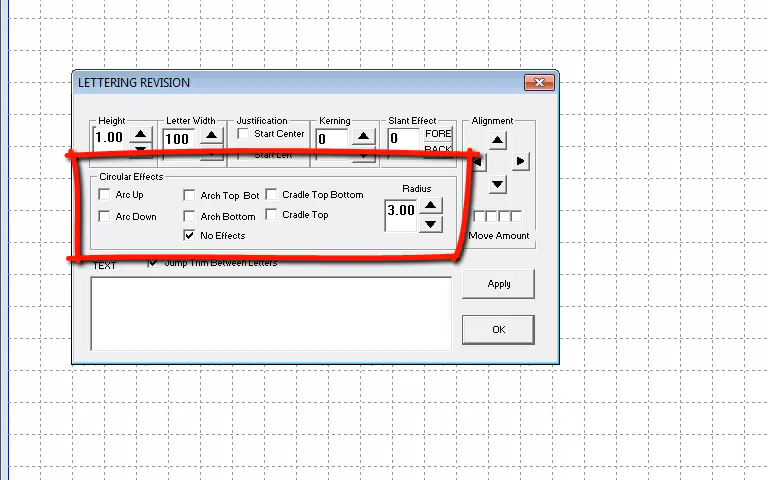 LETTERING REVISION
Height Letter Width Justification Kerning Slant Effect Alignment
1.00 100 Start Center 0 0 FORE
Start Left BACK
Circular Effects
Arc Up Arch Top Bot Cradle Top Bottom Radius
Arc Down Arch Bottom Cradle Top 3.00
No Effects Move Amount
TEXT Jump Trim Between Letters
Apply
OK